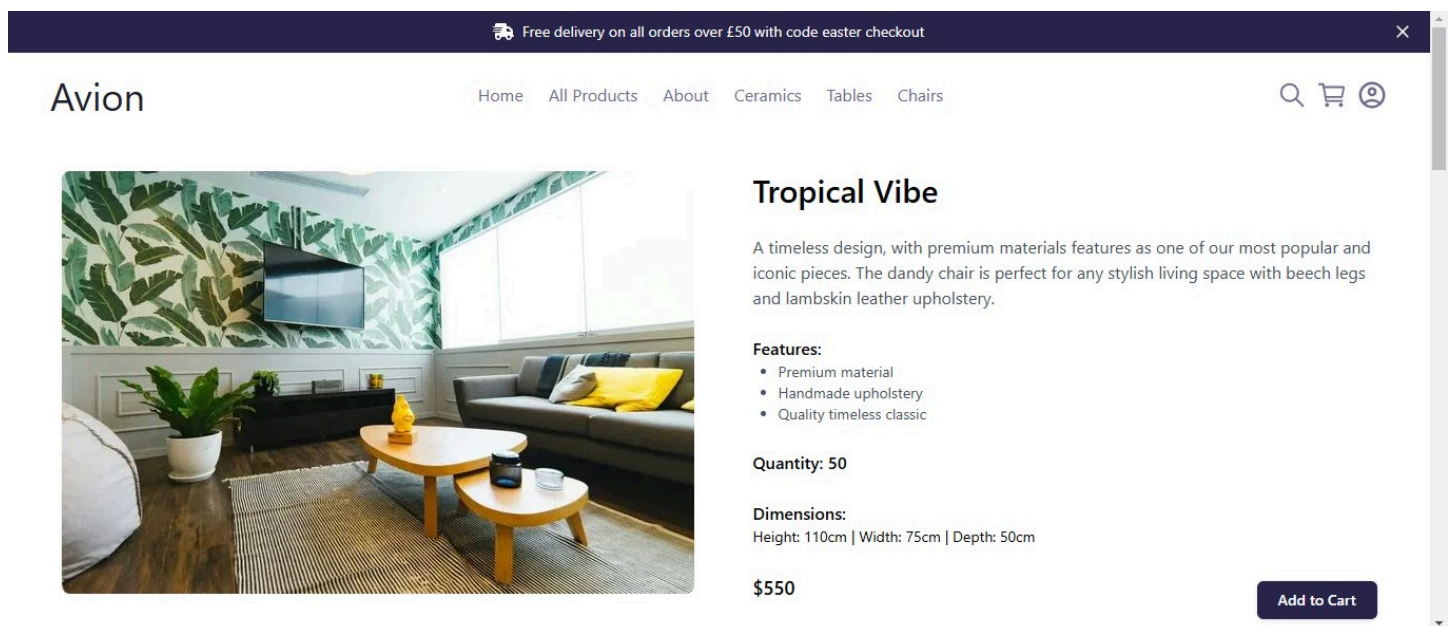 Free delivery on all orders over £50 with code easter checkout
Avion
Home All Products About Ceramics Tables Chairs
Tropical Vibe
A timeless design, with premium materials features as one of our most popular and
iconic pieces. The dandy chair is perfect for any stylish living space with beech legs
and lambskin leather upholstery.
Features:
• Premium material
• Handmade upholstery
• Quality timeless classic
Quantity: 50
Dimensions:
Height: 110cm | Width: 75cm | Depth: 50cm
$550
Add to Cart